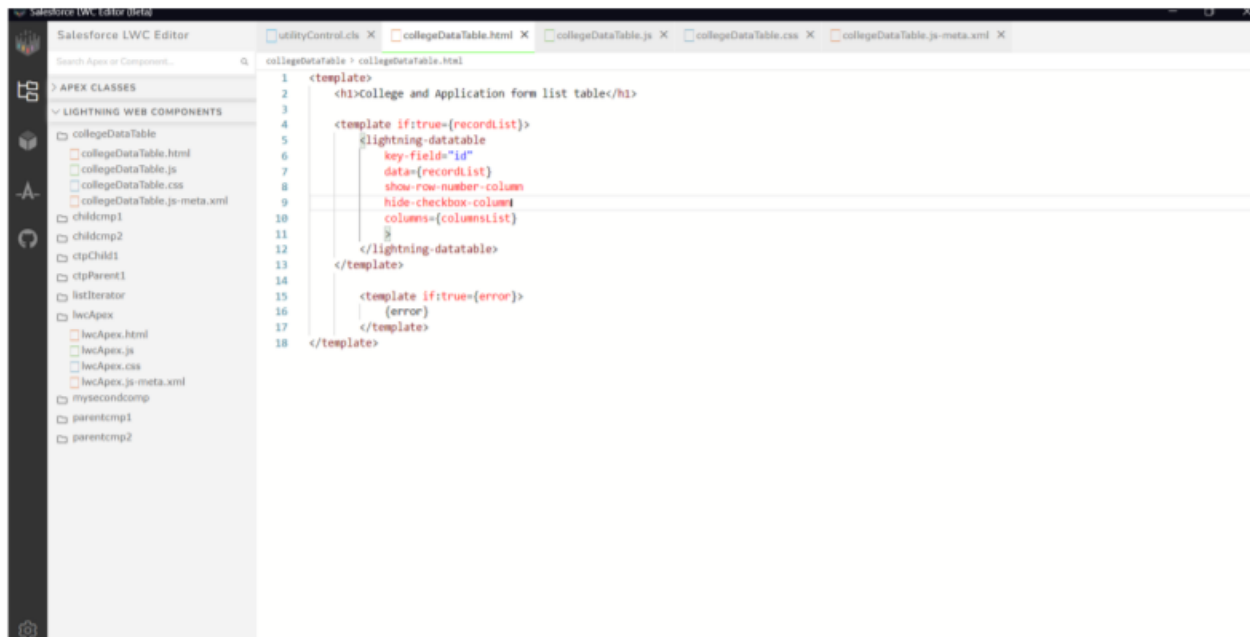 Salesforce LWC Editor (Beta)
Salesforce LWC Editor
utilityControl.cls
collegeDataTable.html
collegeDataTable.js
collegeDataTable.css
collegeDataTable.js-meta.xml
Search Apex or Component...
collegeDataTable > collegeDataTable.html
APEX CLASSES
LIGHTNING WEB COMPONENTS
collegeDataTable
collegeDataTable.html
collegeDataTable.js
collegeDataTable.css
collegeDataTable.js-meta.xml
childcmp1
childcmp2
ctpChild1
ctpParent1
listIterator
lwcApex
lwcApex.html
lwcApex.js
lwcApex.css
lwcApex.js-meta.xml
mysecondcomp
parentcmp1
parentcmp2
1 <template>
2 <h1>College and Application form list table</h1>
3
4 <template if:true={recordList}>
5 <lightning-datatable
6 key-field="id"
7 data={recordList}
8 show-row-number-column
9 hide-checkbox-column
10 columns={columnsList}
11 >
12 </lightning-datatable>
13 </template>
14
15 <template if:true={error}>
16 {error}
17 </template>
18 </template>